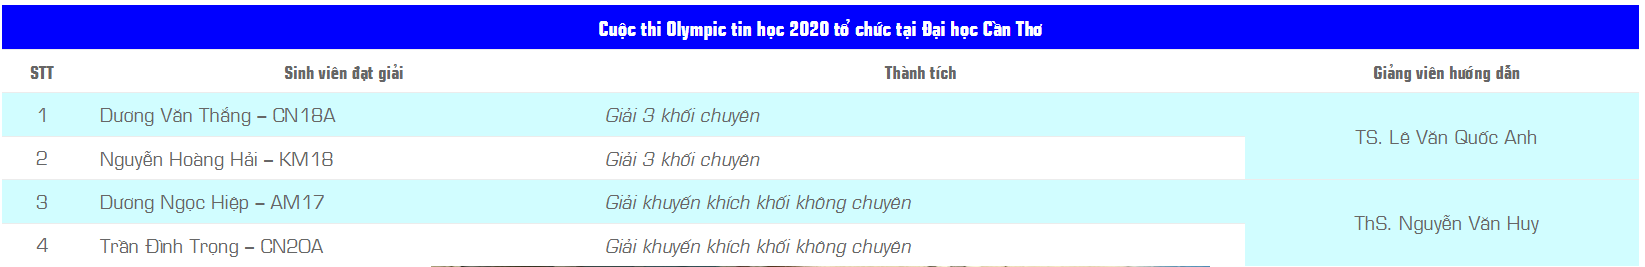 Cuộc thi Olympic tin học 2020 tổ chức tại Đại học Cần Thơ
STT Sinh viên đạt giải Thành tích Giảng viên hướng dẫn
1 Dương Văn Thắng – CN18A Giải 3 khối chuyên
TS. Lê Văn Quốc Anh
2 Nguyễn Hoàng Hải – KM18 Giải 3 khối chuyên
3 Dương Ngọc Hiệp – AM17 Giải khuyến khích khối không chuyên
ThS. Nguyễn Văn Huy
4 Trần Đình Trọng – CN20A Giải khuyến khích khối không chuyên